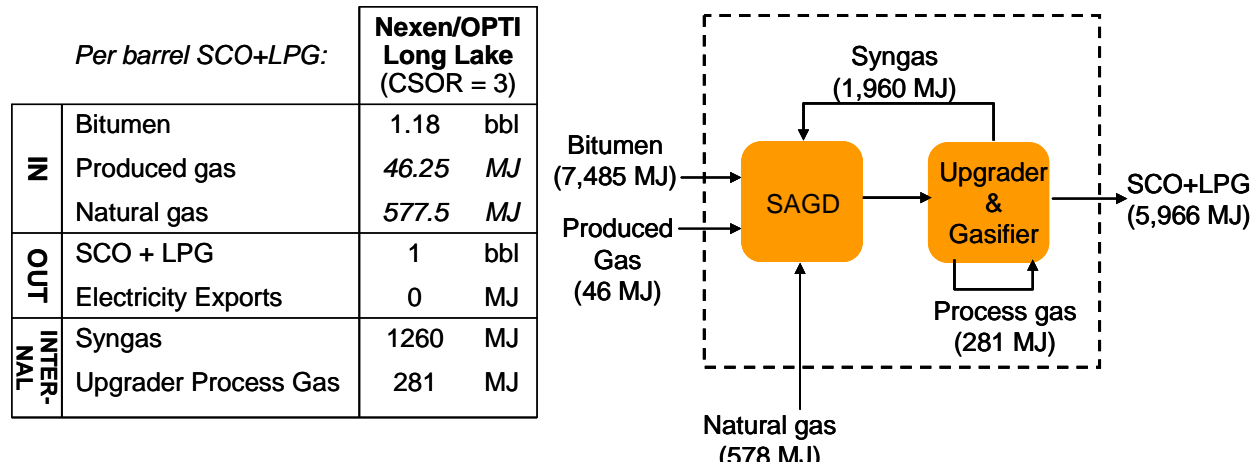 Per barrel SCO+LPG:
Nexen/OPTI
Long Lake
(CSOR = 3)
IN
Bitumen 1.18 bbl
Produced gas 46.25 MJ
Natural gas 577.5 MJ
OUT
SCO + LPG 1 bbl
Electricity Exports 0 MJ
INTER-
NAL
Syngas 1260 MJ
Upgrader Process Gas 281 MJ
Syngas
(1,960 MJ)
Bitumen
(7,485 MJ)
Produced
Gas
(46 MJ)
SAGD
Upgrader
&
Gasifier
SCO+LPG
(5,966 MJ)
Process gas
(281 MJ)
Natural gas
(578 MJ)